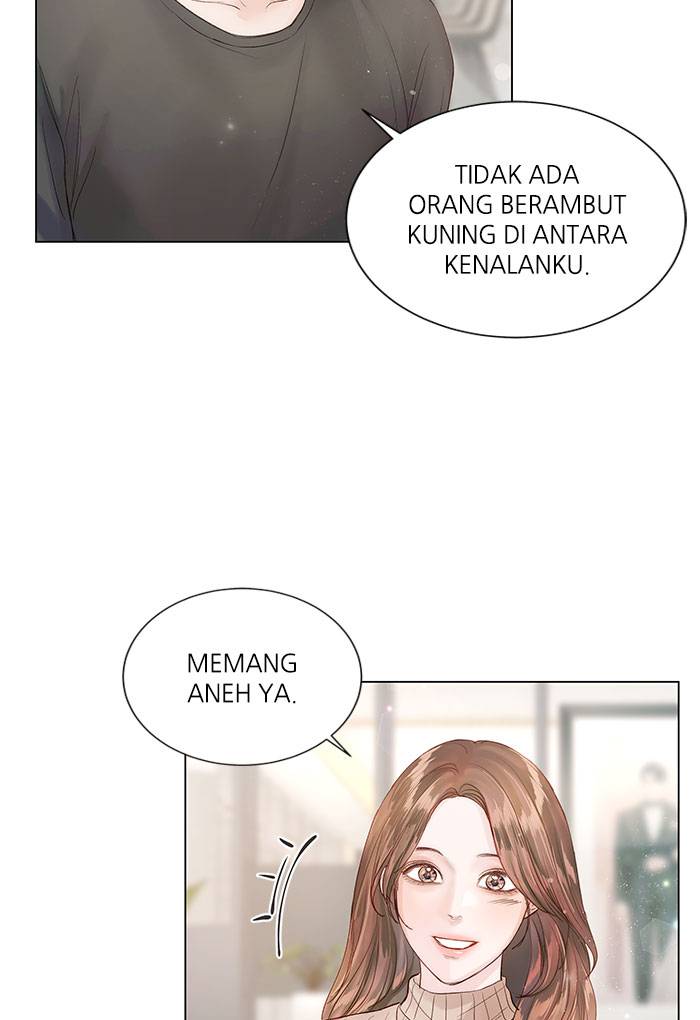 TIDAK ADA
ORANG BERAMBUT
KUNING DI ANTARA
KENALANKU.
MEMANG
ANEH YA.